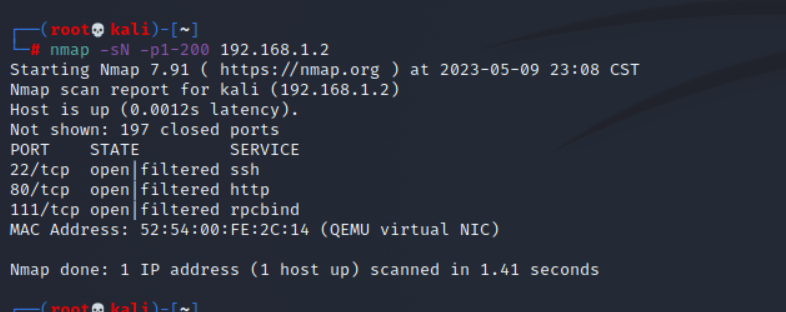 ┌──(root💀kali)-[~]
└─# nmap -sN -p1-200 192.168.1.2
Starting Nmap 7.91 ( https://nmap.org ) at 2023-05-09 23:08 CST
Nmap scan report for kali (192.168.1.2)
Host is up (0.0012s latency).
Not shown: 197 closed ports
PORT    STATE         SERVICE
22/tcp  open|filtered ssh
80/tcp  open|filtered http
111/tcp open|filtered rpcbind
MAC Address: 52:54:00:FE:2C:14 (QEMU virtual NIC)
Nmap done: 1 IP address (1 host up) scanned in 1.41 seconds
┌──(root💀kali)-[~]